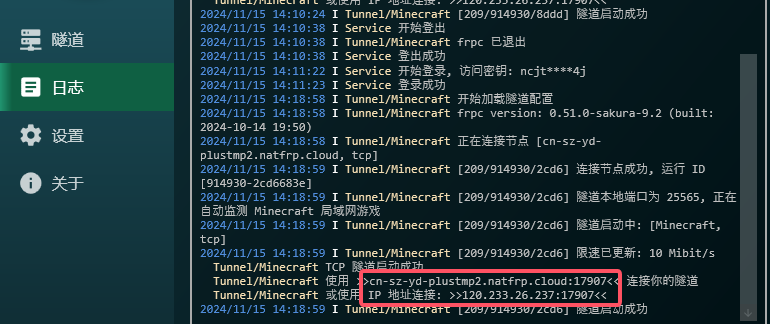 Tunnel/Minecraft 或使用 IP 地址连接: >>120.233.26.237:17907<<
2024/11/15 14:10:24 I Tunnel/Minecraft [209/914930/8ddd] 隧道启动成功
2024/11/15 14:10:38 I Service 开始登出
2024/11/15 14:10:38 I Tunnel/Minecraft frpc 已退出
2024/11/15 14:10:38 I Service 登出成功
2024/11/15 14:11:22 I Service 开始登录, 访问密钥: ncjt****4j
2024/11/15 14:11:23 I Service 登录成功
2024/11/15 14:18:58 I Tunnel/Minecraft 开始加载隧道配置
2024/11/15 14:18:58 I Tunnel/Minecraft frpc version: 0.51.0-sakura-9.2 (built:
2024-10-14 19:50)
2024/11/15 14:18:58 I Tunnel/Minecraft 正在连接节点 [cn-sz-yd-
plustmp2.natfrp.cloud, tcp]
2024/11/15 14:18:59 I Tunnel/Minecraft [209/914930/2cd6] 连接节点成功, 运行 ID
[914930-2cd6683e]
2024/11/15 14:18:59 I Tunnel/Minecraft [209/914930/2cd6] 隧道本地端口为 25565, 正在
自动监测 Minecraft 局域网游戏
2024/11/15 14:18:59 I Tunnel/Minecraft [209/914930/2cd6] 隧道启动中: [Minecraft,
tcp]
2024/11/15 14:18:59 I Tunnel/Minecraft [209/914930/2cd6] 限速已更新: 10 Mibit/s
Tunnel/Minecraft TCP 隧道启动成功
Tunnel/Minecraft 使用 >>cn-sz-yd-plustmp2.natfrp.cloud:17907<< 连接你的隧道
Tunnel/Minecraft 或使用 IP 地址连接: >>120.233.26.237:17907<<
2024/11/15 14:18:59 I Tunnel/Minecraft [209/914930/2cd6] 隧道启动成功
隧道
日志
设置
关于